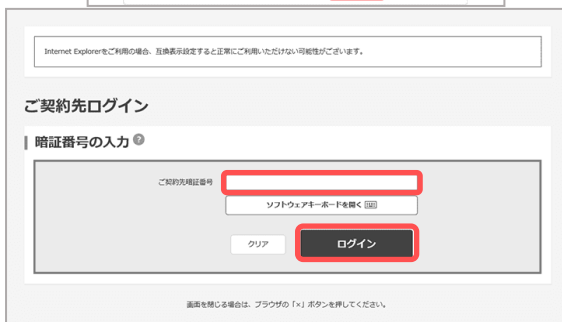 Internet Explorerをご利用の場合、互換表示設定すると正常にご利用いただけない可能性がございます。
ご契約先ログイン
暗証番号の入力 ?
ご契約先暗証番号
ソフトウェアキーボードを開く
クリア
ログイン
画面を閉じる場合は、ブラウザの「×」ボタンを押してください。